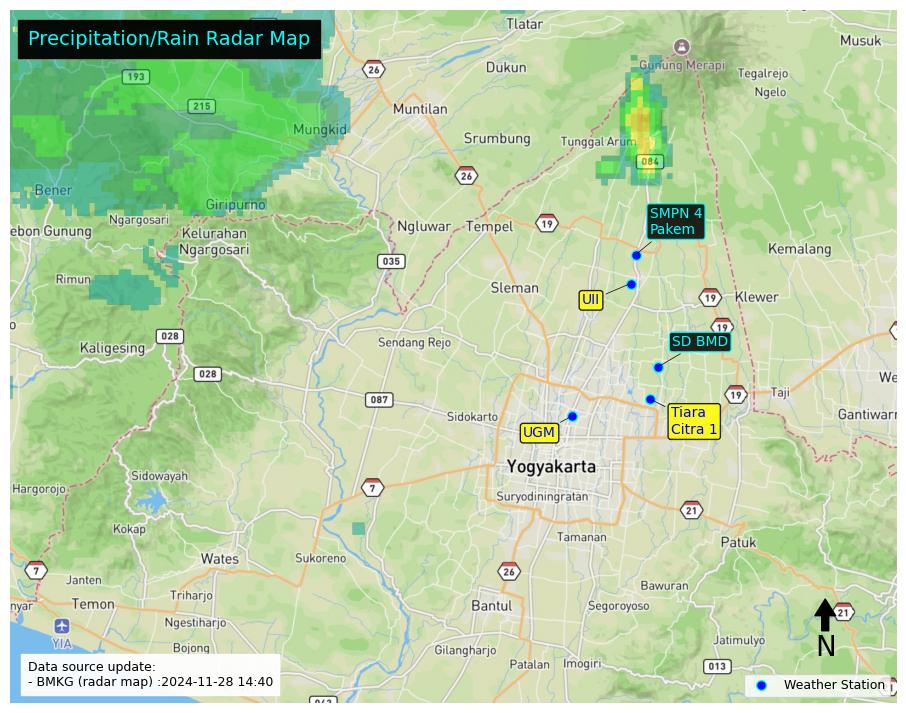 Precipitation/Rain Radar Map
Tlatar
Musuk
26
Dukun
Gunung Merapi
Tegalrejo
193
Ngelo
215
Muntilan
Mungkid
Srumbung
Tunggal Arum
084
26
Bener
Giripurno
SMPN 4
Pakem
Ngargosari
ebon Gunung
Kelurahan
Ngargosari
Ngluwar
Tempel
19
Kemalang
035
Rimun
Sleman
UII
19
Klewer
19
028
Kaligesing
Sendang Rejo
SD BMD
028
We
087
19
Taji
Sidokarto
Tiara
Citra 1
Gantiwarn
UGM
Yogyakarta
Sidowayah
Hargorojo
7
Suryodiningratan
21
Kokap
Tamanan
Patuk
Wates
Sukoreno
7
26
Janten
Bawuran
Triharjo
nyar
Temon
Bantul
Segoroyoso
21
Ngestiharjo
YIA
Bojong
Gilangharjo
Jatimulyo
N
Patalan
Imogiri
013
Data source update:
- BMKG (radar map) :2024-11-28 14:40
Weather Station